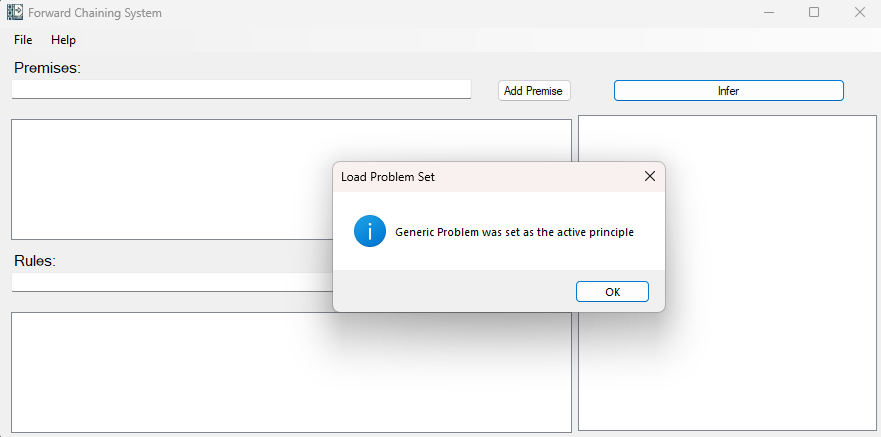 Forward Chaining System
File Help
Premises:
Add Premise Infer
Load Problem Set
Generic Problem was set as the active principle
Rules:
OK